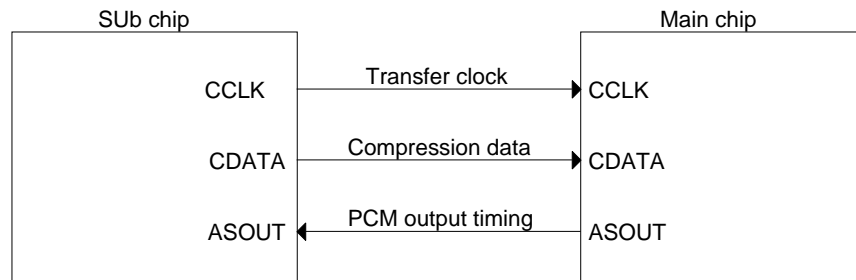 SUb chip
Main chip
CCLK
Transfer clock
CCLK
CDATA
Compression data
CDATA
ASOUT
PCM output timing
ASOUT